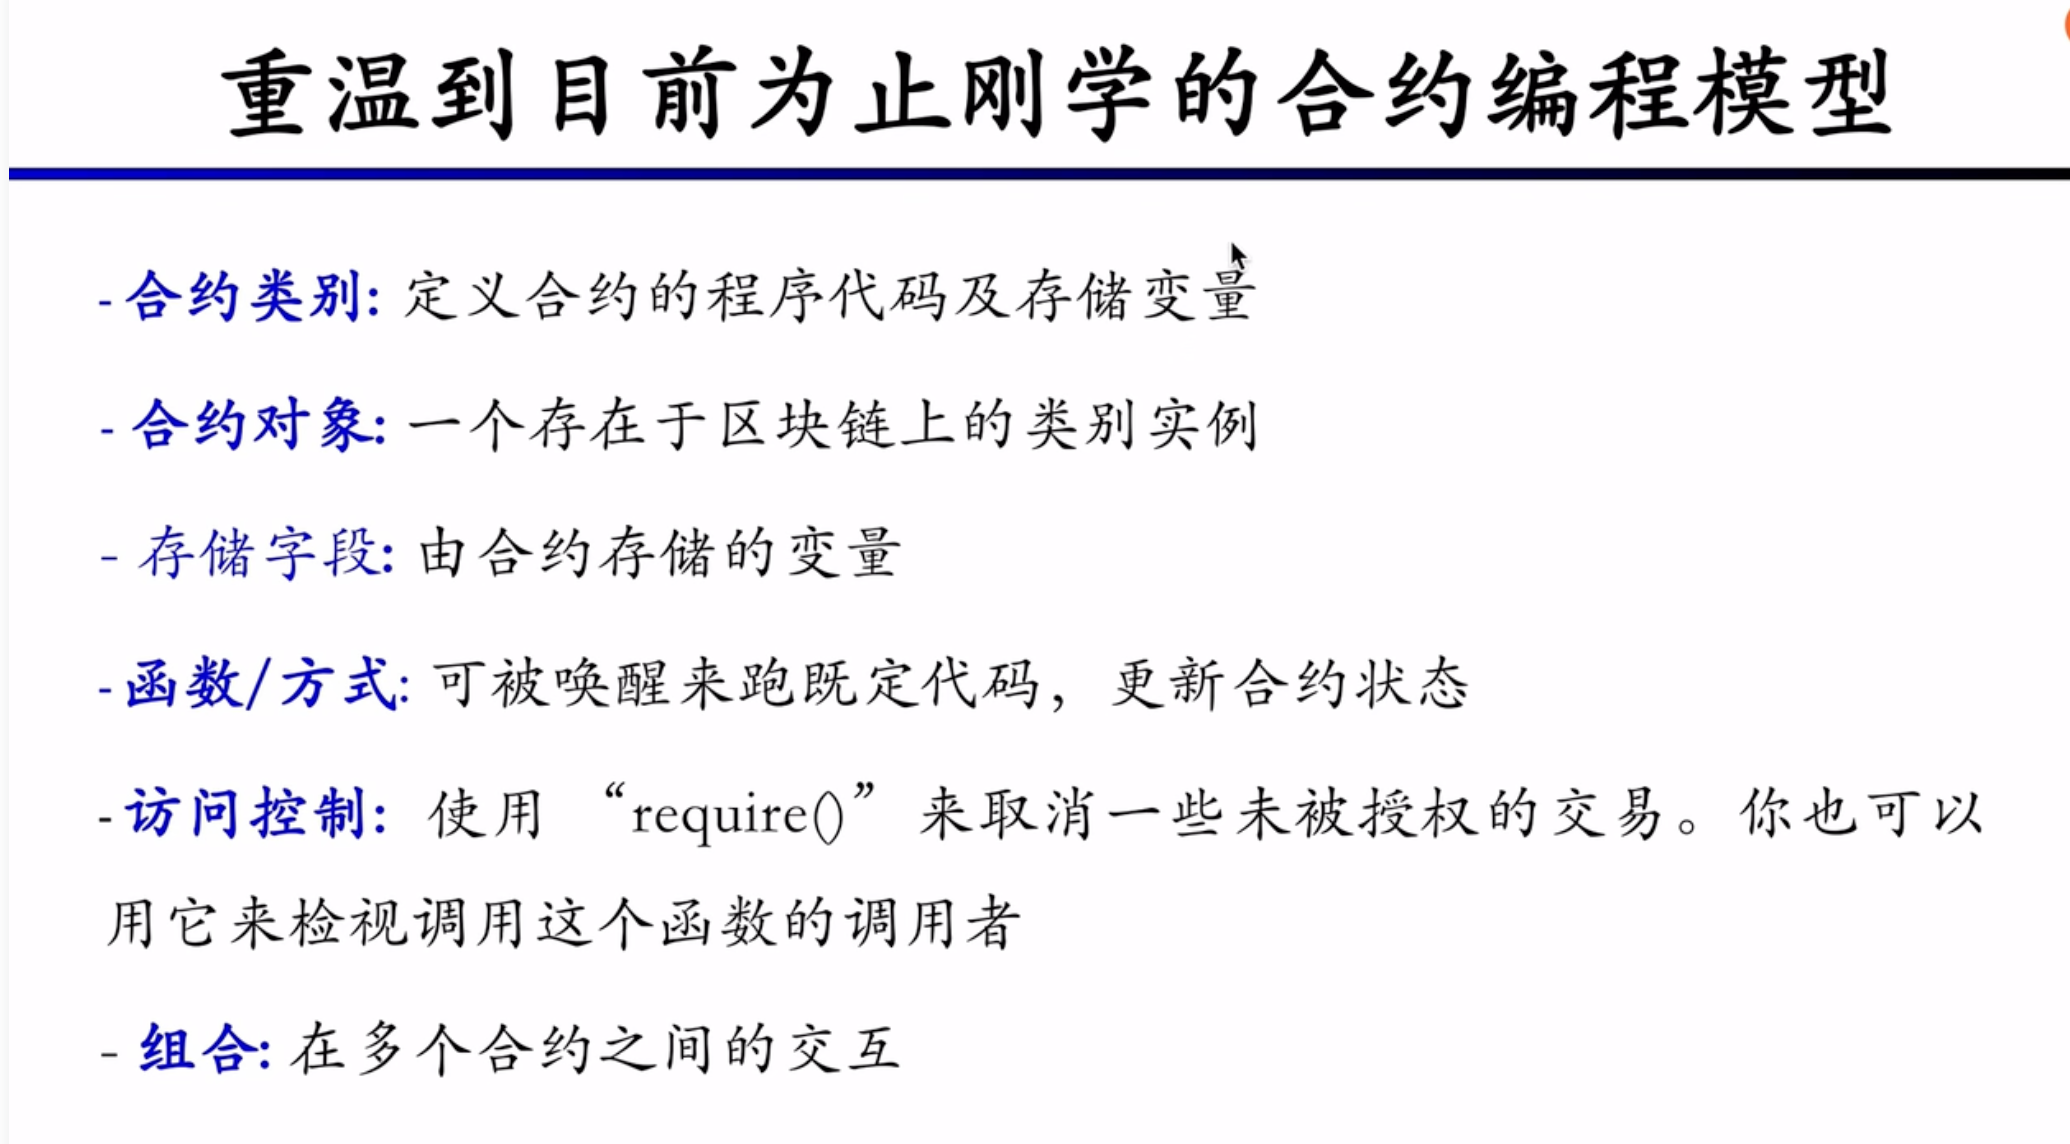 重温到目前为止刚学的合约编程模型
- 合约类别: 定义合约的程序代码及存储变量
- 合约对象: 一个存在于区块链上的类别实例
- 存储字段: 由合约存储的变量
- 函数/方式: 可被唤醒来跑既定代码，更新合约状态
- 访问控制: 使用 “require()” 来取消一些未被授权的交易。你也可以
用它来检视调用这个函数的调用者
- 组合: 在多个合约之间的交互